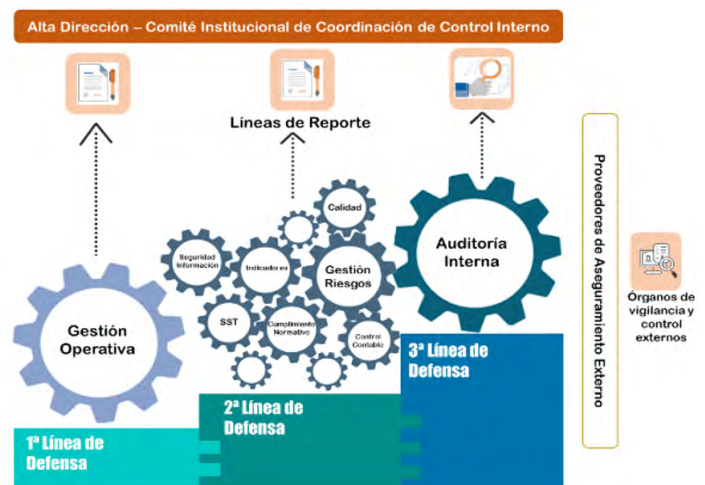 Alta Dirección – Comité Institucional de Coordinación de Control Interno
Líneas de Reporte
Calidad
Seguridad
Información
Indicadores
Gestión
Riesgos
Auditoría
Interna
SST
Cumplimiento
Normativo
Control
Contable
Gestión
Operativa
1ª Línea de
Defensa
2ª Línea de
Defensa
3ª Línea de
Defensa
Proveedores de Aseguramiento Externo
Órganos de
vigilancia y
control
externos